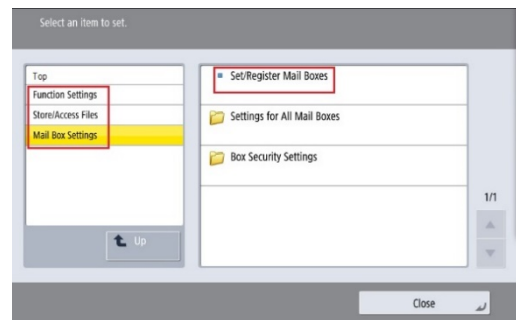 Select an item to set.
Top
Function Settings
Store/Access Files
Mail Box Settings
Up
Set/Register Mail Boxes
Settings for All Mail Boxes
Box Security Settings
1/1
Close